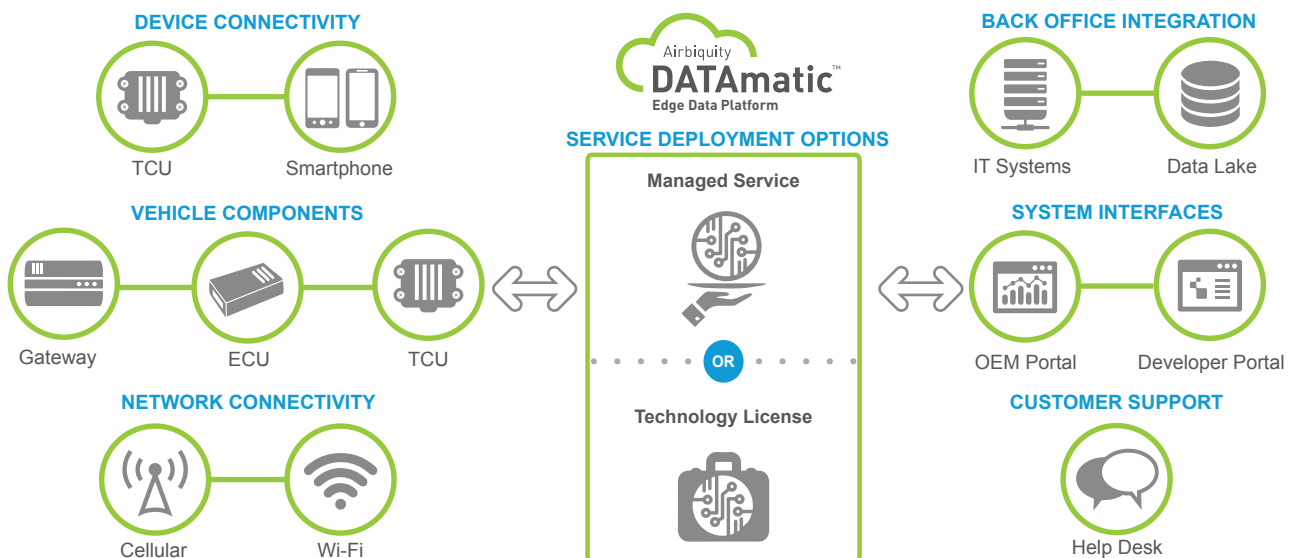 DEVICE CONNECTIVITY
TCU
Smartphone
VEHICLE COMPONENTS
Gateway
ECU
TCU
NETWORK CONNECTIVITY
Cellular
Wi-Fi
Airbiquity
DATAmatic™
Edge Data Platform
SERVICE DEPLOYMENT OPTIONS
Managed Service
OR
Technology License
BACK OFFICE INTEGRATION
IT Systems
Data Lake
SYSTEM INTERFACES
OEM Portal
Developer Portal
CUSTOMER SUPPORT
Help Desk